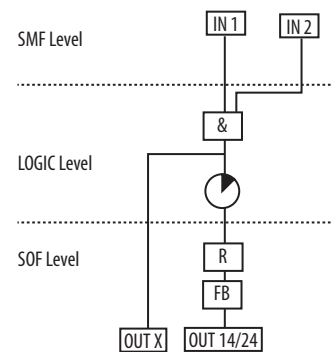 IN 1
IN 2
SMF Level
&
LOGIC Level
R
SOF Level
FB
OUT X
OUT 14/24